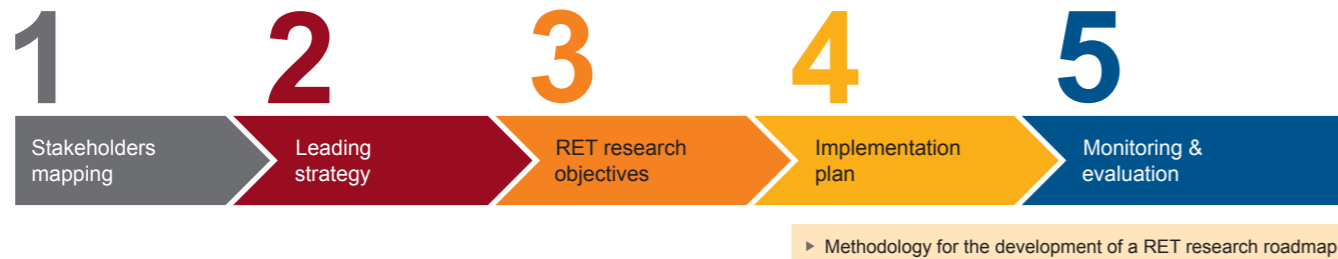 1
2
3
4
5
Stakeholders
mapping
Leading
strategy
RET research
objectives
Implementation
plan
Monitoring &
evaluation
▶ Methodology for the development of a RET research roadmap